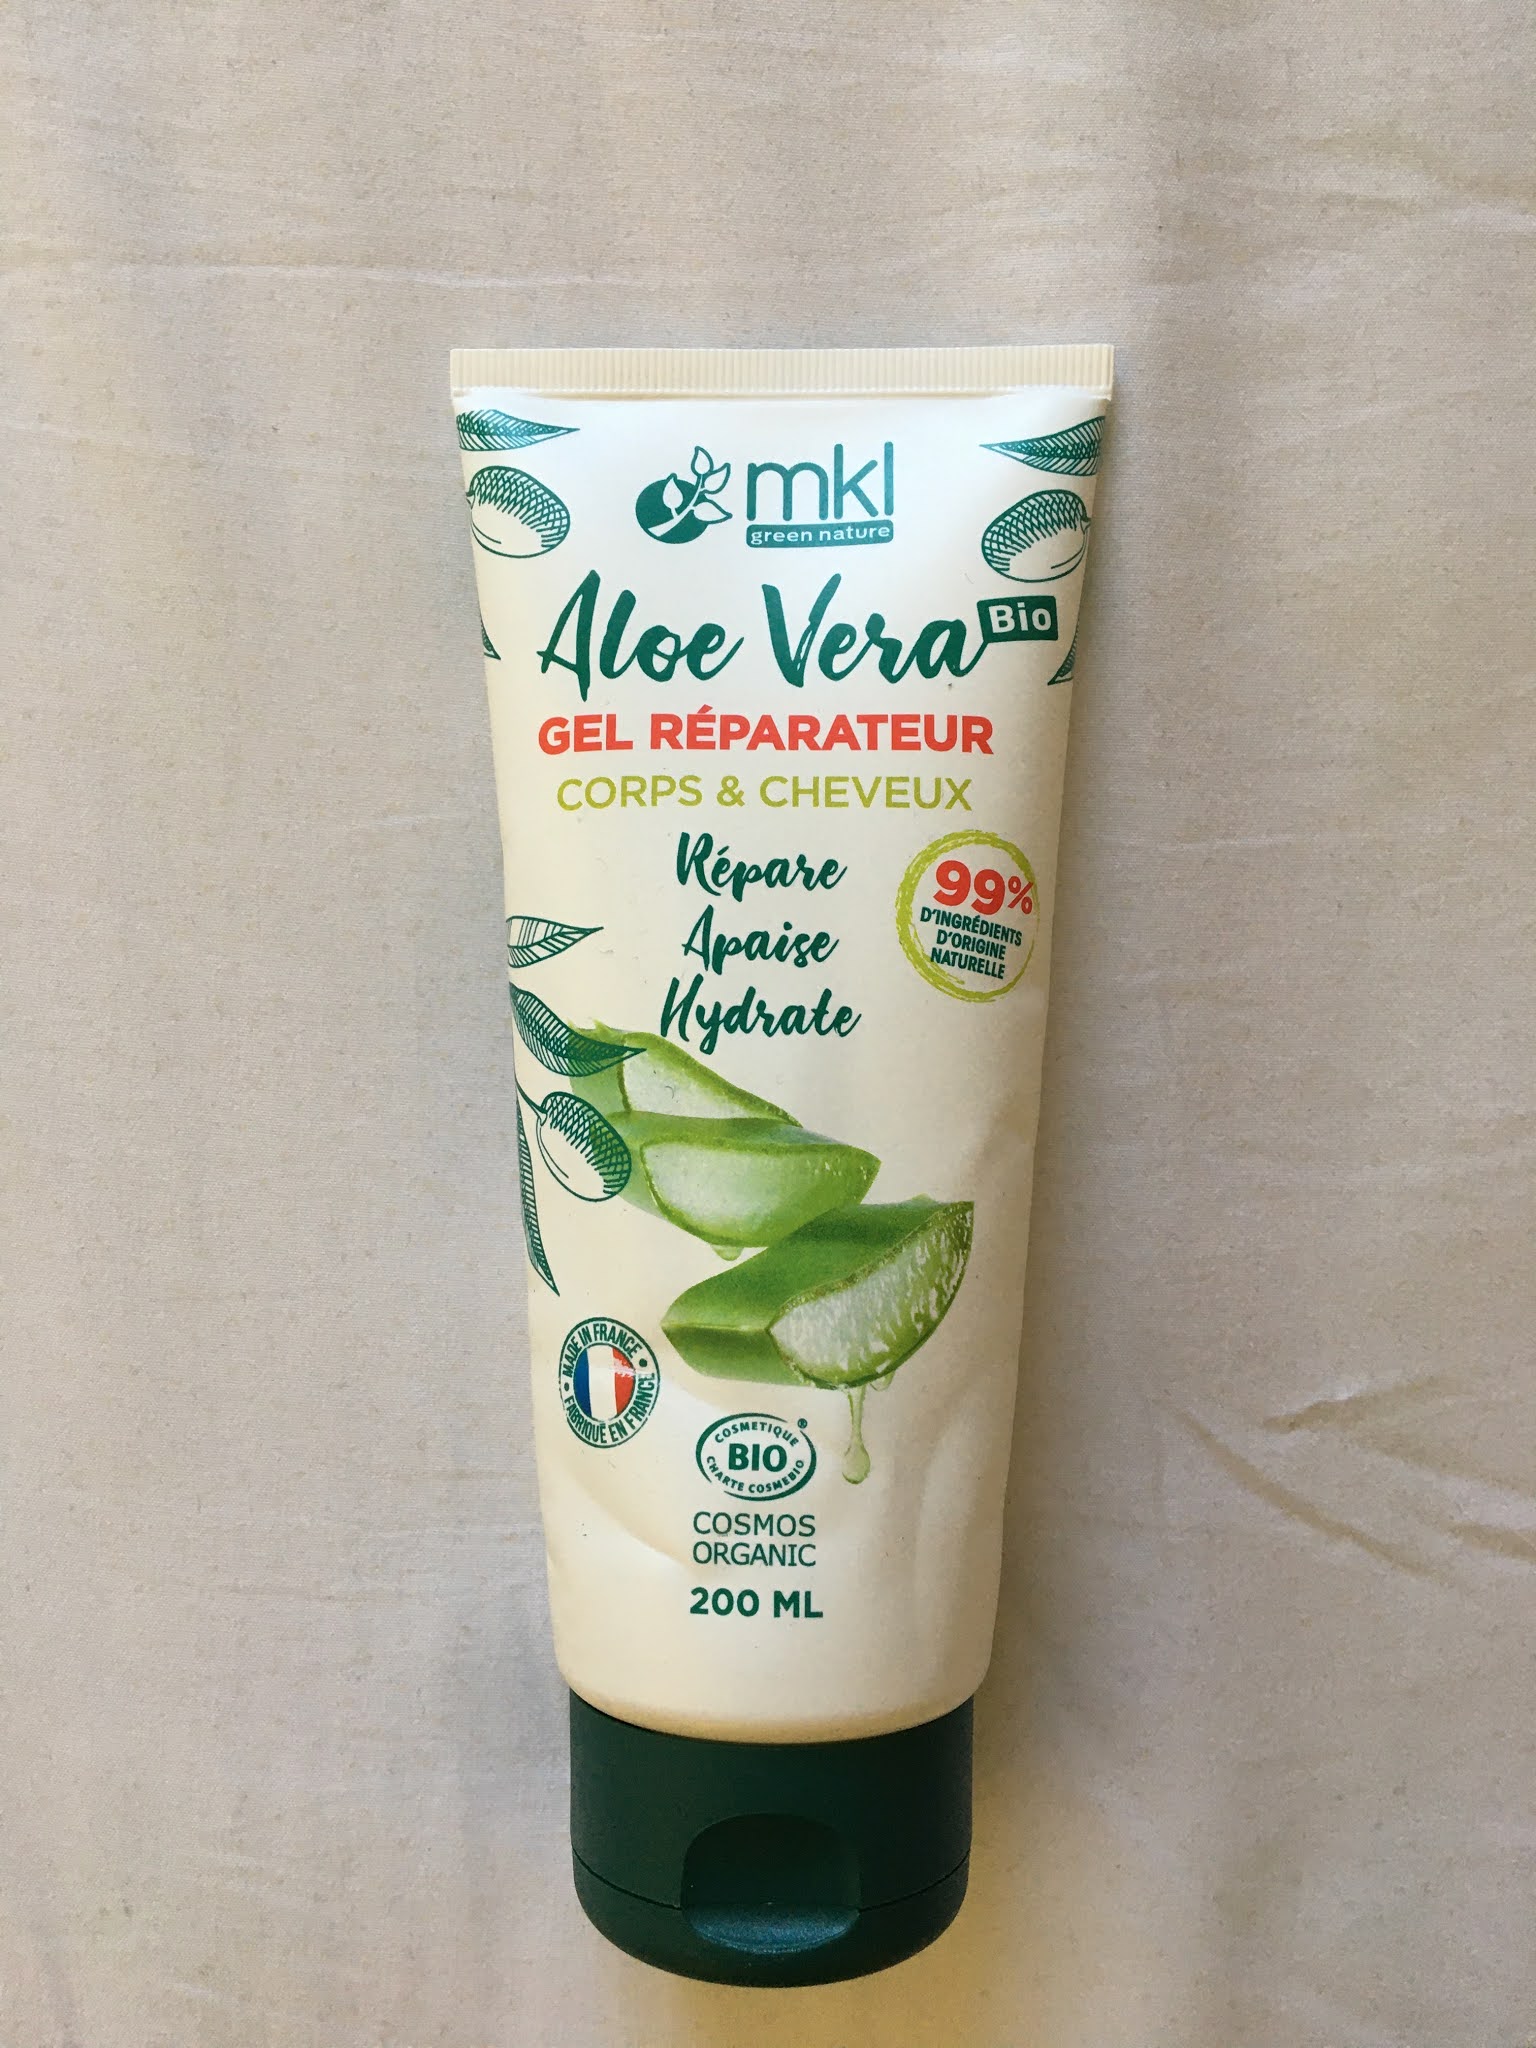 mkl
green nature
Aloe Vera Bio
GEL RÉPARATEUR
CORPS & CHEVEUX
Répare
Apaise
Hydrate
99%
D'INGRÉDIENTS
D'ORIGINE
NATURELLE
MADE IN FRANCE
FABRIQUÉ EN FRANCE
COSMETIQUE ®
BIO
CHARTE COSMEBIO
COSMOS
ORGANIC
200 ML